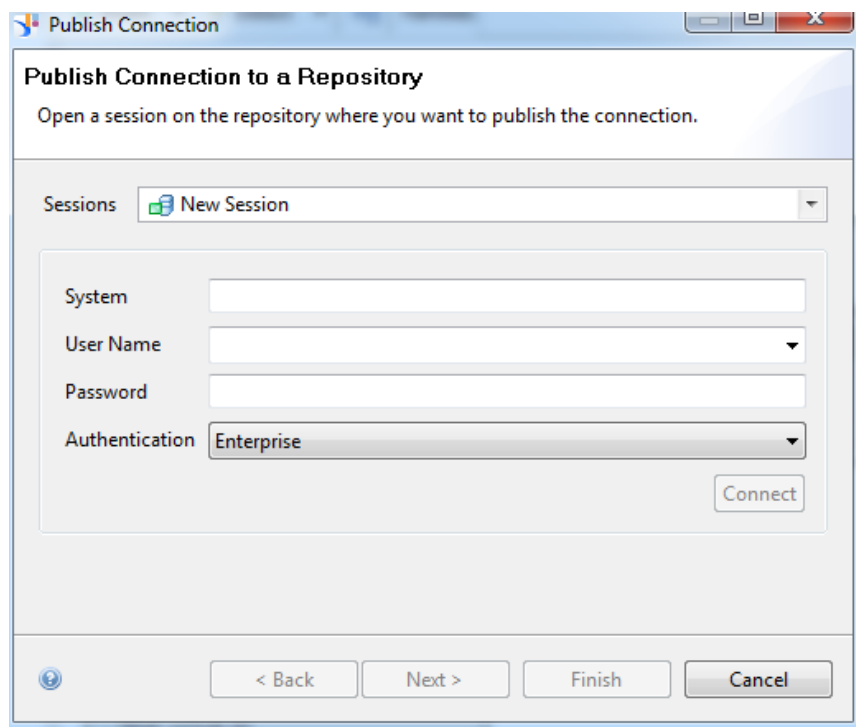 Publish Connection
Publish Connection to a Repository
Open a session on the repository where you want to publish the connection.
Sessions New Session
System
User Name
Password
Authentication Enterprise
Connect
< Back Next > Finish Cancel